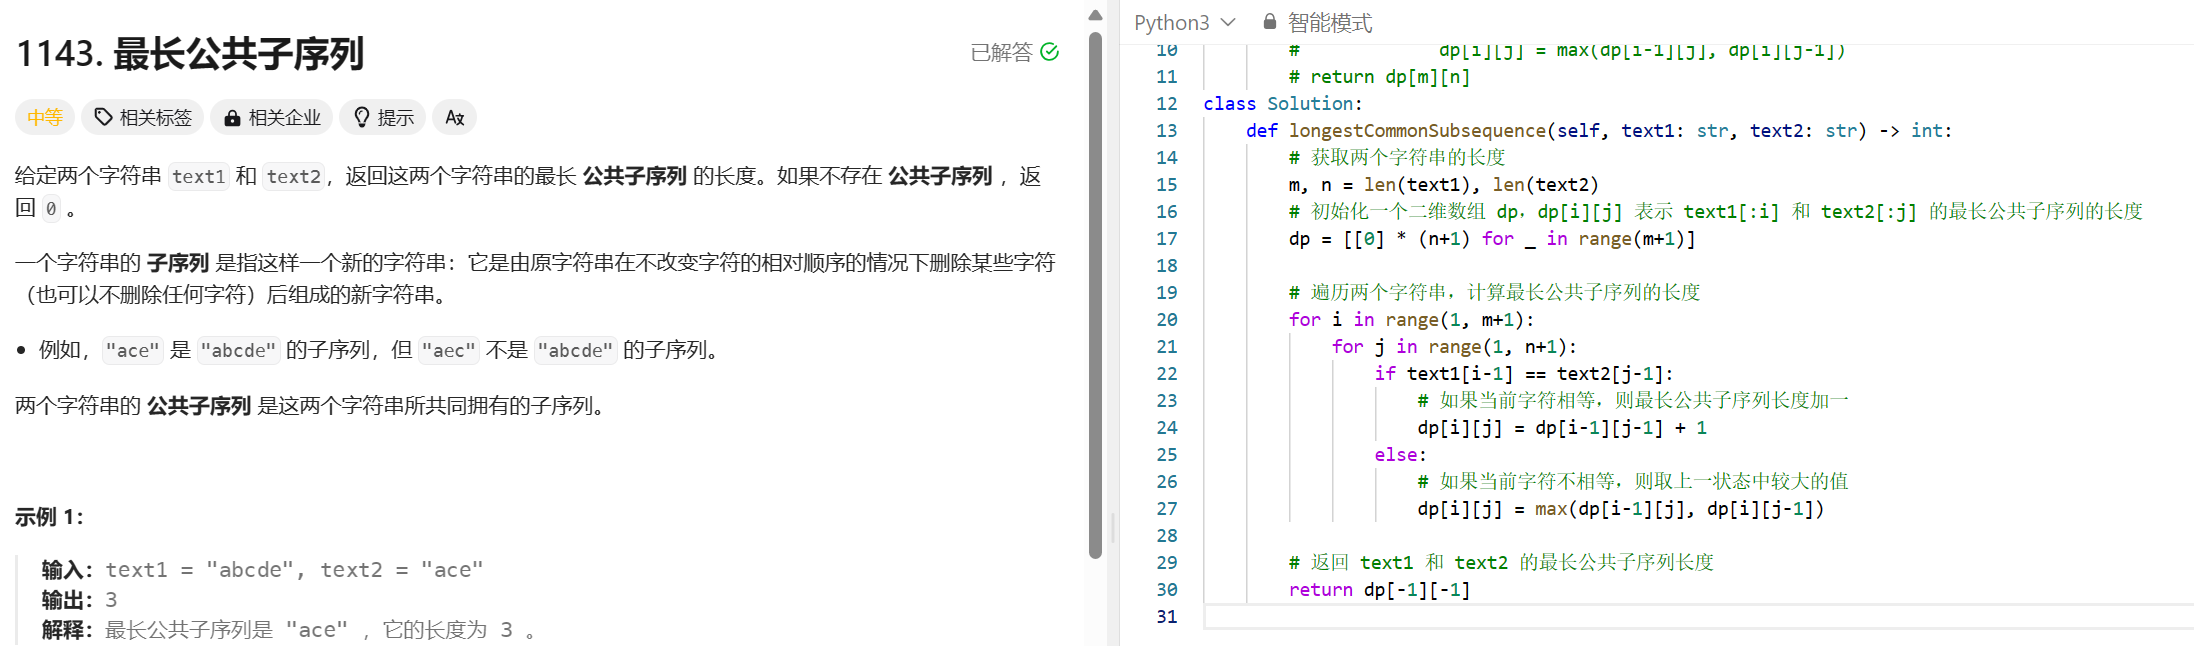 1143. 最长公共子序列
已解答
中等 相关标签 相关企业 提示
给定两个字符串 text1 和 text2，返回这两个字符串的最长 公共子序列 的长度。如果不存在 公共子序列 ，返
回 0 。
一个字符串的 子序列 是指这样一个新的字符串：它是由原字符串在不改变字符的相对顺序的情况下删除某些字符
（也可以不删除任何字符）后组成的新字符串。
• 例如，"ace" 是 "abcde" 的子序列，但 "aec" 不是 "abcde" 的子序列。
两个字符串的 公共子序列 是这两个字符串所共同拥有的子序列。
示例 1：
输入：text1 = "abcde", text2 = "ace"
输出：3
解释：最长公共子序列是 "ace" ，它的长度为 3 。
Python3 智能模式
10 # dp[i][j] = max(dp[i-1][j], dp[i][j-1])
11 # return dp[m][n]
12 class Solution:
13 def longestCommonSubsequence(self, text1: str, text2: str) -> int:
14 # 获取两个字符串的长度
15 m, n = len(text1), len(text2)
16 # 初始化一个二维数组 dp，dp[i][j] 表示 text1[:i] 和 text2[:j] 的最长公共子序列的长度
17 dp = [[0] * (n+1) for _ in range(m+1)]
18
19 # 遍历两个字符串，计算最长公共子序列的长度
20 for i in range(1, m+1):
21 for j in range(1, n+1):
22 if text1[i-1] == text2[j-1]:
23 # 如果当前字符相等，则最长公共子序列长度加一
24 dp[i][j] = dp[i-1][j-1] + 1
25 else:
26 # 如果当前字符不相等，则取上一状态中较大的值
27 dp[i][j] = max(dp[i-1][j], dp[i][j-1])
28
29 # 返回 text1 和 text2 的最长公共子序列长度
30 return dp[-1][-1]
31